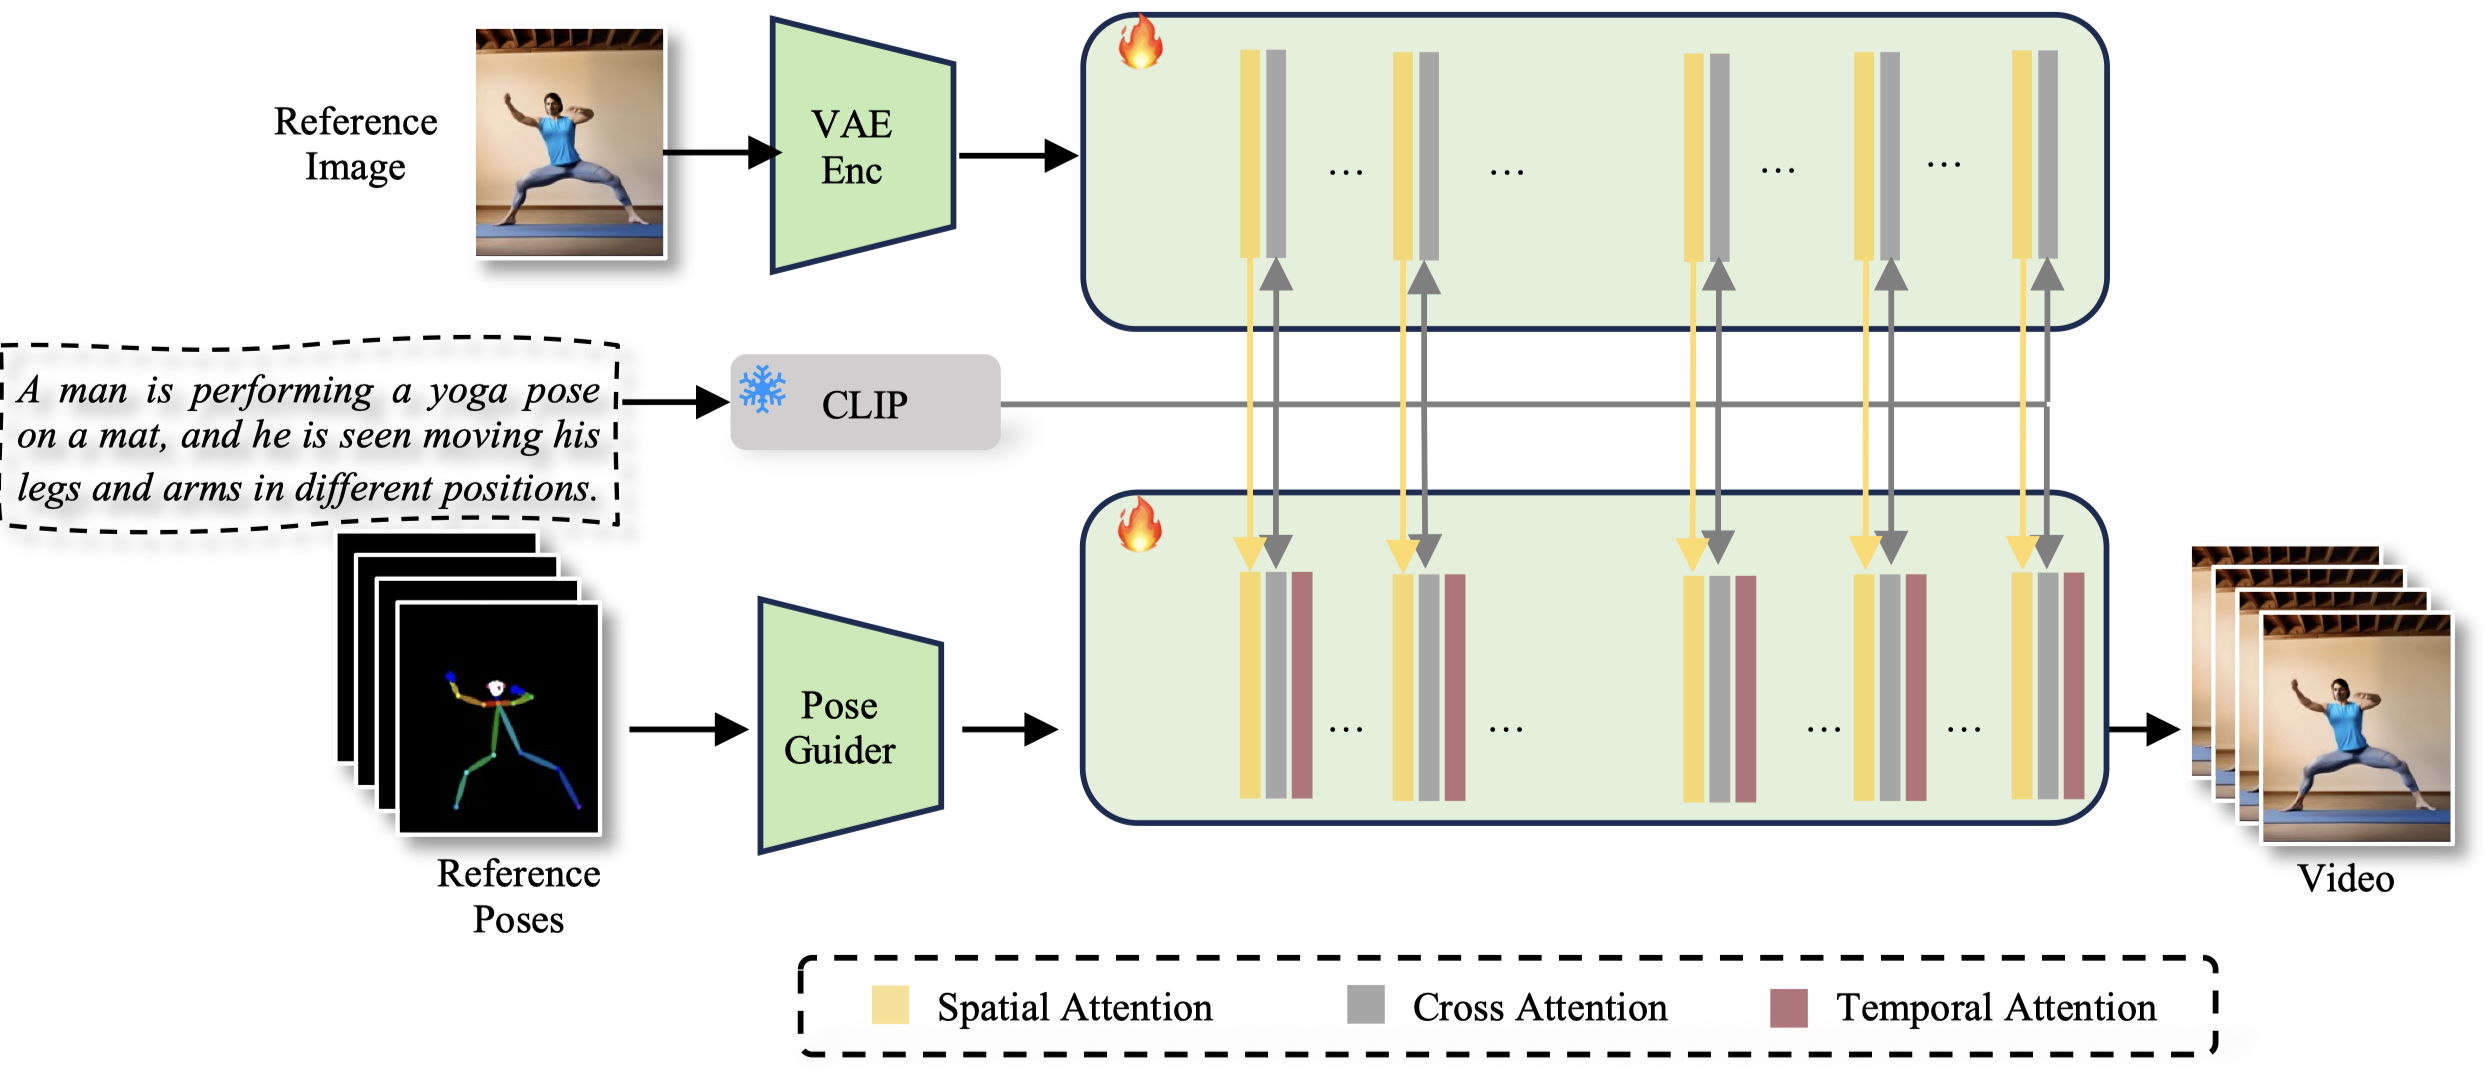 Reference
Image
VAE
Enc
...
...
...
...
A man is performing a yoga pose
on a mat, and he is seen moving his
legs and arms in different positions.
CLIP
Pose
Guider
...
...
...
...
Reference
Poses
Video
Spatial Attention
Cross Attention
Temporal Attention